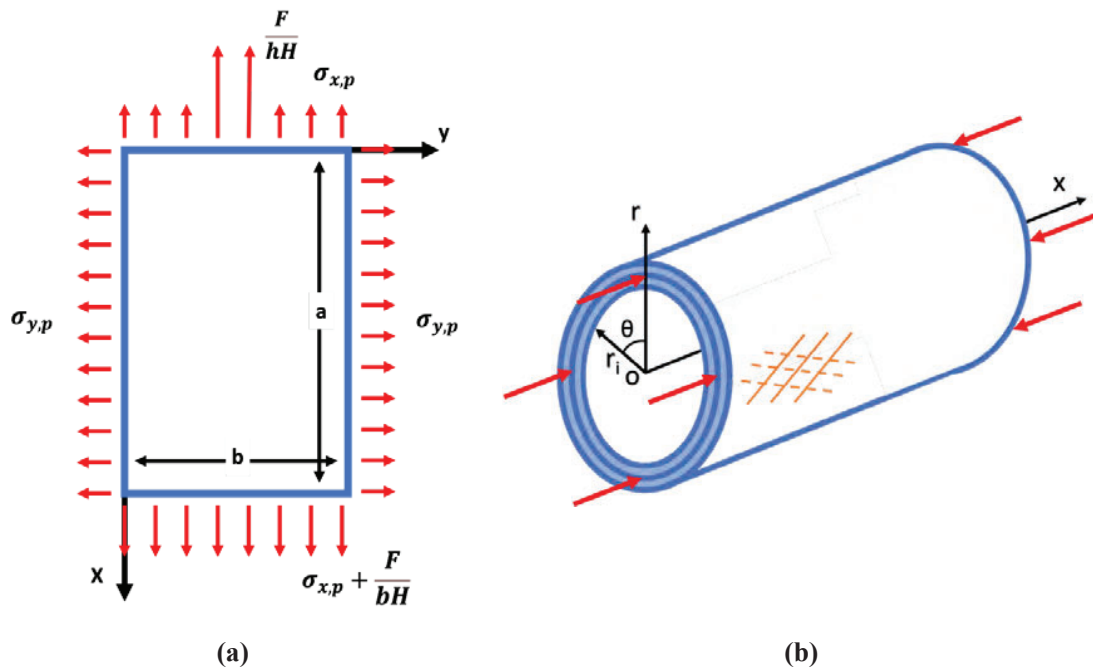 F
hH
σx,p
y
σy,p
a
σy,p
b
X
σx,p + F
bH
(a)
r
X
θ
ri
O
(b)